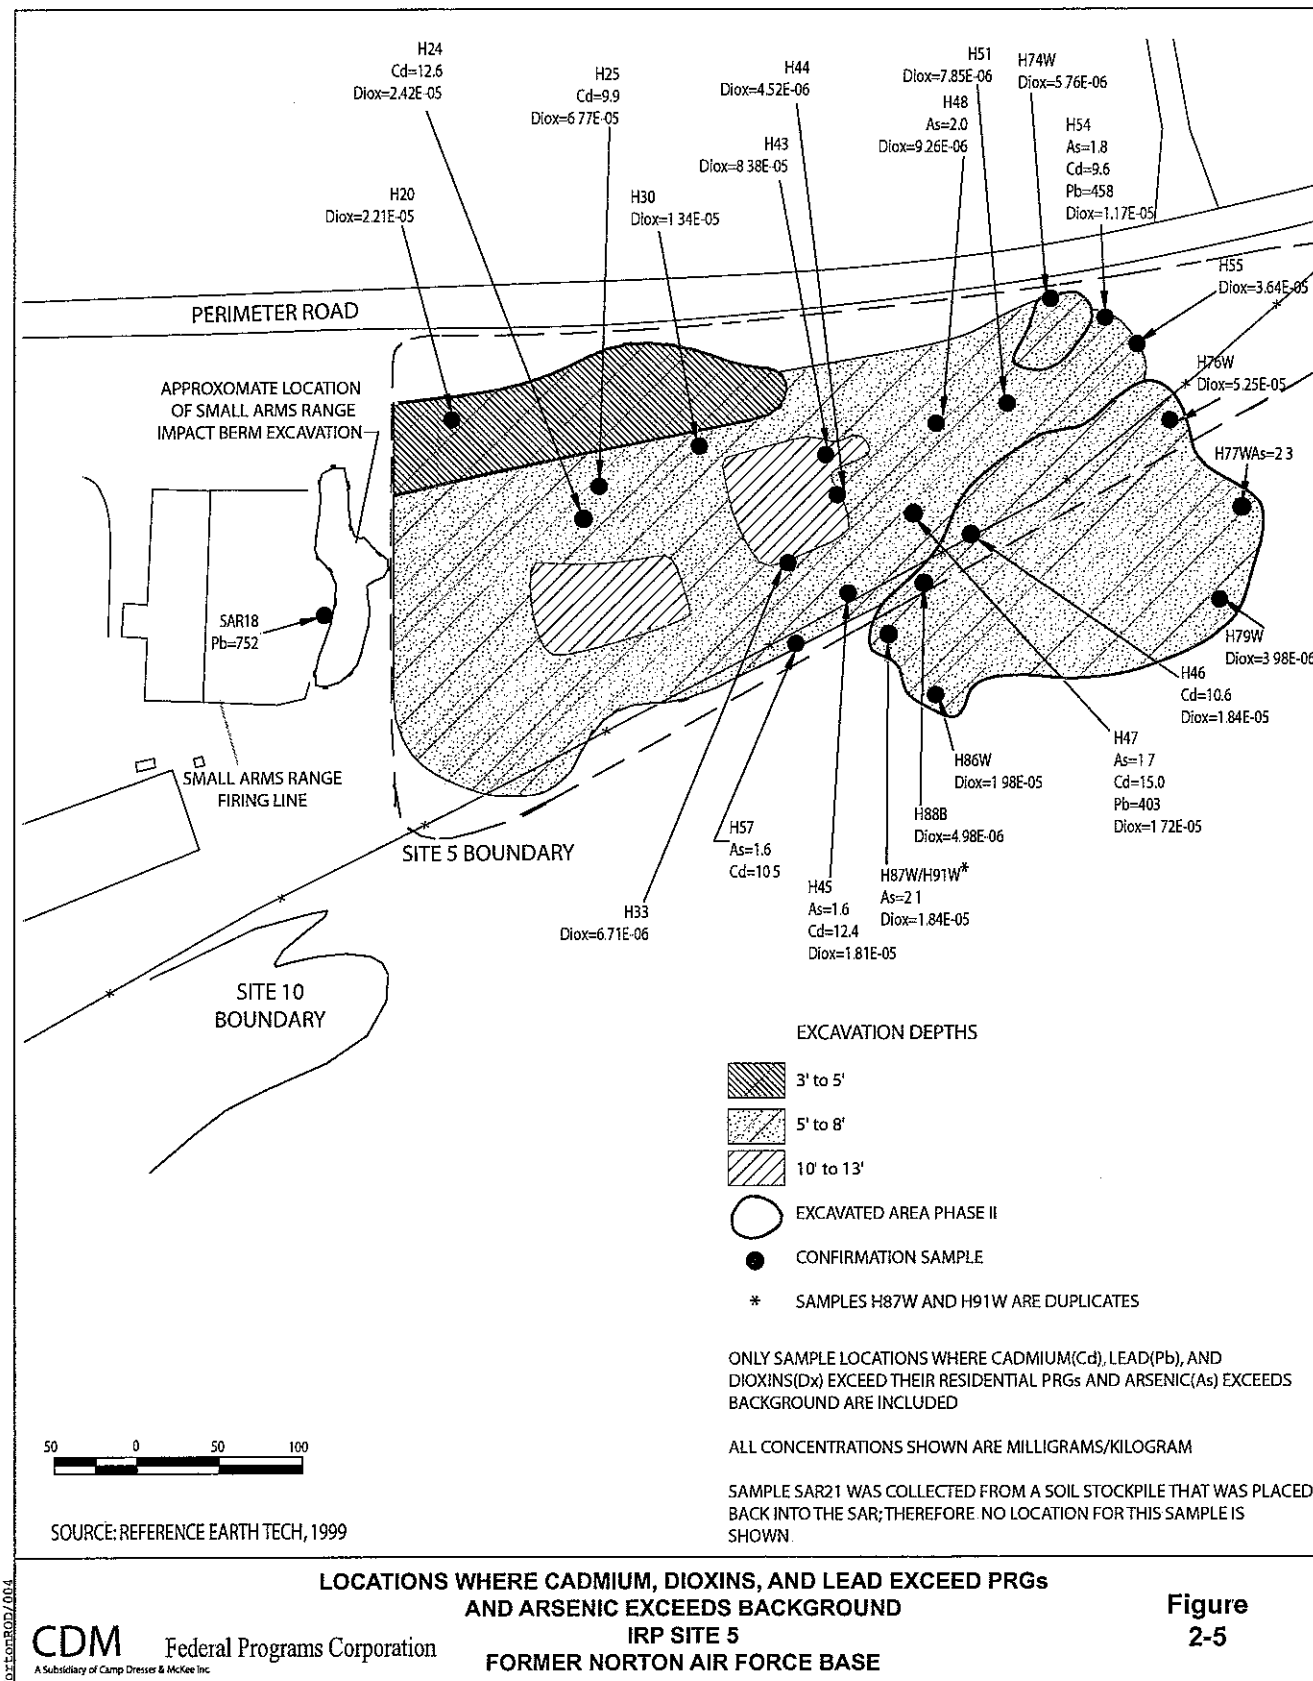 H24
Cd=12.6
Diox=2.42E-05
H25
Cd=9.9
Diox=6 77E-05
H44
Diox=4.52E-06
H51
Diox=7.85E-06
H74W
Diox=5 76E-06
H48
As=2.0
Diox=9.26E-06
H54
As=1.8
Cd=9.6
Pb=458
Diox=1.17E-05
H43
Diox=8 38E-05
H20
Diox=2.21E-05
H30
Diox=1 34E-05
H55
Diox=3.64E-05
PERIMETER ROAD
H76W
Diox=5.25E-05
APPROXOMATE LOCATION
OF SMALL ARMS RANGE
IMPACT BERM EXCAVATION
H77WAs=2 3
SAR18
Pb=752
H79W
Diox=3 98E-06
H46
Cd=10.6
Diox=1.84E-05
H47
As=1 7
Cd=15.0
Pb=403
Diox=1 72E-05
SMALL ARMS RANGE
FIRING LINE
H86W
Diox=1 98E-05
H88B
Diox=4.98E-06
SITE 5 BOUNDARY
H57
As=1.6
Cd=10 5
H87W/H91W*
As=2 1
Diox=1.84E-05
H45
As=1.6
Cd=12.4
Diox=1.81E-05
H33
Diox=6.71E-06
SITE 10
BOUNDARY
EXCAVATION DEPTHS
3' to 5'
5' to 8'
10' to 13'
EXCAVATED AREA PHASE II
CONFIRMATION SAMPLE
* SAMPLES H87W AND H91W ARE DUPLICATES
ONLY SAMPLE LOCATIONS WHERE CADMIUM(Cd), LEAD(Pb), AND
DIOXINS(Dx) EXCEED THEIR RESIDENTIAL PRGs AND ARSENIC(As) EXCEEDS
BACKGROUND ARE INCLUDED
ALL CONCENTRATIONS SHOWN ARE MILLIGRAMS/KILOGRAM
SAMPLE SAR21 WAS COLLECTED FROM A SOIL STOCKPILE THAT WAS PLACED
BACK INTO THE SAR; THEREFORE NO LOCATION FOR THIS SAMPLE IS
SHOWN.
50 0 50 100
SOURCE: REFERENCE EARTH TECH, 1999
LOCATIONS WHERE CADMIUM, DIOXINS, AND LEAD EXCEED PRGs
AND ARSENIC EXCEEDS BACKGROUND
IRP SITE 5
FORMER NORTON AIR FORCE BASE
Figure
2-5
CDM Federal Programs Corporation
A Subsidiary of Camp Dresser & McKee Inc
ortonROD/004